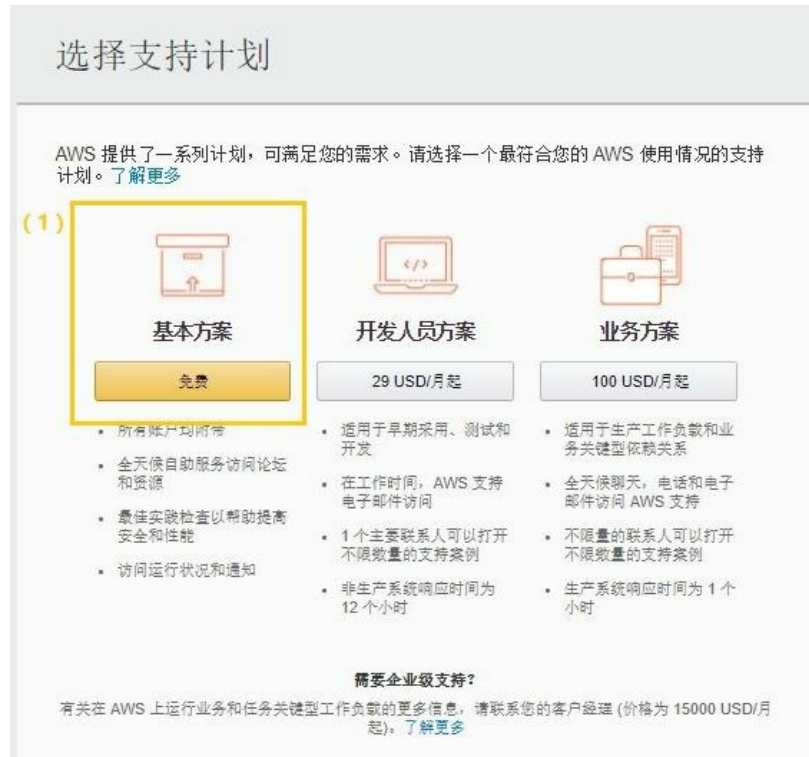 选择支持计划
AWS 提供了一系列计划，可满足您的需求。请选择一个最符合您的 AWS 使用情况的支持
计划。了解更多
(1)
</>
基本方案
免费
• 所有账户均附带
• 全天候自助服务访问论坛
和资源
• 最佳实践检查以帮助提高
安全和性能
• 访问运行状况和通知
开发人员方案
29 USD/月起
• 适用于早期采用、测试和
开发
• 在工作时间，AWS 支持
电子邮件访问
• 1 个主要联系人可以打开
不限数量的支持案例
• 非生产系统响应时间为
12 个小时
业务方案
100 USD/月起
• 适用于生产工作负载和业
务关键型依赖关系
• 全天候聊天，电话和电子
邮件访问 AWS 支持
• 不限量的联系人可以打开
不限数量的支持案例
• 生产系统响应时间为 1 个
小时
需要企业级支持?
有关在 AWS 上运行业务和任务关键型工作负载的更多信息，请联系您的客户经理 (价格为 15000 USD/月
起)。了解更多